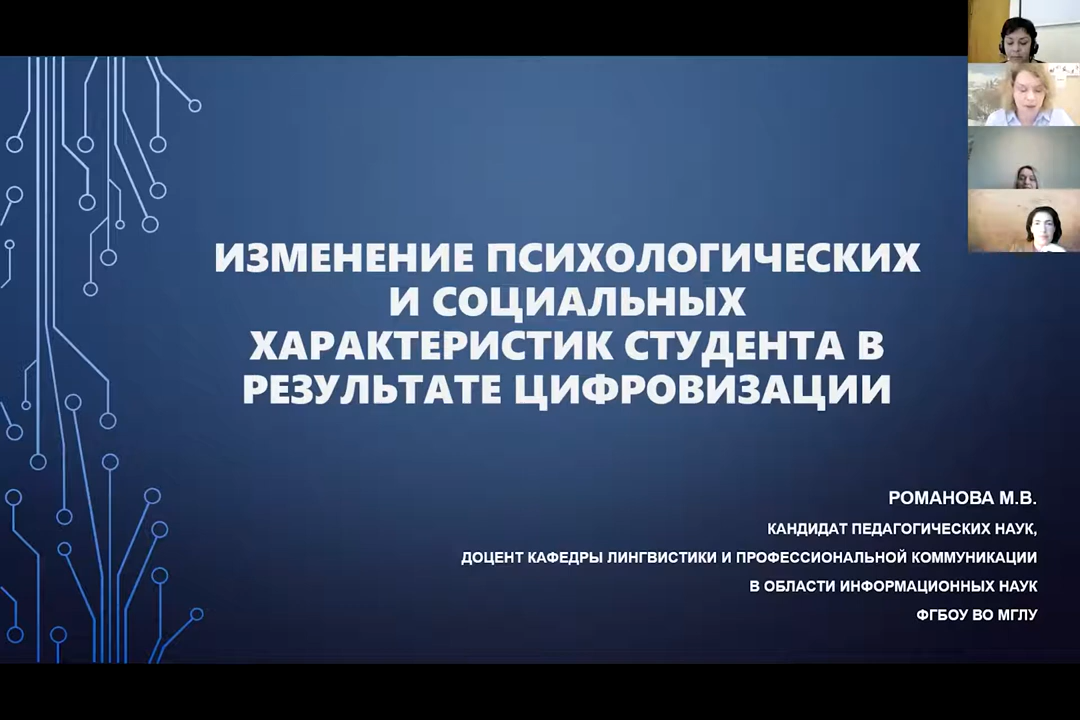 ИЗМЕНЕНИЕ ПСИХОЛОГИЧЕСКИХ
И СОЦИАЛЬНЫХ
ХАРАКТЕРИСТИК СТУДЕНТА В
РЕЗУЛЬТАТЕ ЦИФРОВИЗАЦИИ
РОМАНОВА М.В.
КАНДИДАТ ПЕДАГОГИЧЕСКИХ НАУК,
ДОЦЕНТ КАФЕДРЫ ЛИНГВИСТИКИ И ПРОФЕССИОНАЛЬНОЙ КОММУНИКАЦИИ
В ОБЛАСТИ ИНФОРМАЦИОННЫХ НАУК
ФГБОУ ВО МГЛУ